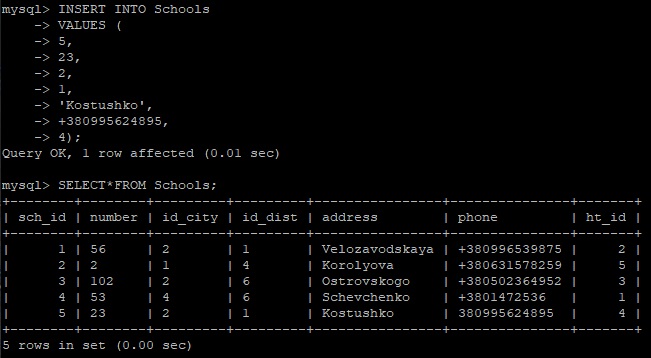 mysql> INSERT INTO Schools
    -> VALUES (
    -> 5,
    -> 23,
    -> 2,
    -> 1,
    -> 'Kostushko',
    -> +380995624895,
    -> 4);
Query OK, 1 row affected (0.01 sec)

mysql> SELECT*FROM Schools;
+--------+--------+---------+---------+---------------+---------------+-------+
| sch_id | number | id_city | id_dist | address       | phone         | ht_id |
+--------+--------+---------+---------+---------------+---------------+-------+
|      1 | 56     | 2       | 1       | Velozavodskaya | +380996539875 |     2 |
|      2 | 2      | 1       | 4       | Korolyova     | +380631578259 |     5 |
|      3 | 102    | 2       | 6       | Ostrovskogo   | +380502364952 |     3 |
|      4 | 53     | 4       | 6       | Schevchenko   | +3801472536   |     1 |
|      5 | 23     | 2       | 1       | Kostushko     | 380995624895  |     4 |
+--------+--------+---------+---------+---------------+---------------+-------+
5 rows in set (0.00 sec)